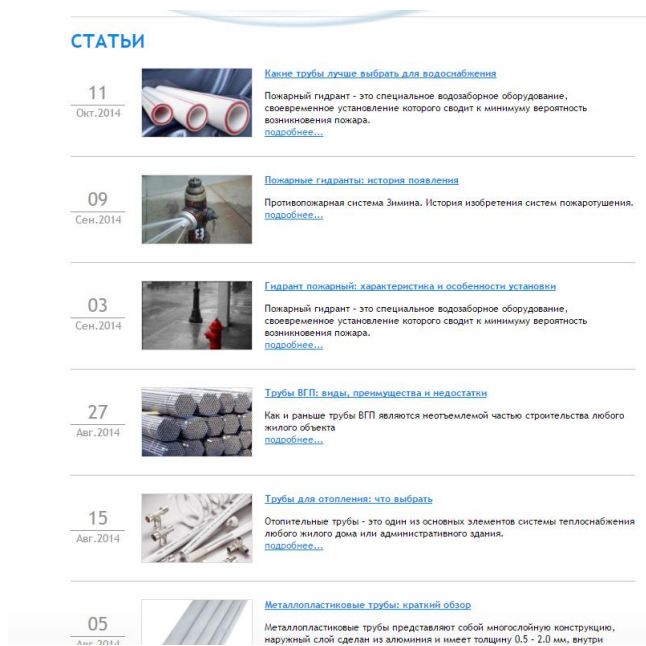 СТАТЬИ
11
Окт.2014
Какие трубы лучше выбрать для водоснабжения
Пожарный гидрант - это специальное водозаборное оборудование,
своевременное установление которого сводит к минимуму вероятность
возникновения пожара.
подробнее...
09
Сен.2014
Пожарные гидранты: история появления
Противопожарная система Зимина. История изобретения систем пожаротушения.
подробнее...
03
Сен.2014
Гидрант пожарный: характеристика и особенности установки
Пожарный гидрант - это специальное водозаборное оборудование,
своевременное установление которого сводит к минимуму вероятность
возникновения пожара.
подробнее...
27
Авг.2014
Трубы ВГП: виды, преимущества и недостатки
Как и раньше трубы ВГП являются неотъемлемой частью строительства любого
жилого объекта
подробнее...
15
Авг.2014
Трубы для отопления: что выбрать
Отопительные трубы - это один из основных элементов системы теплоснабжения
любого жилого дома или административного здания.
подробнее...
05
Авг.2014
Металлопластиковые трубы: краткий обзор
Металлопластиковые трубы представляют собой многослойную конструкцию,
наружный слой сделан из алюминия и имеет толщину 0.5 - 2.0 мм, внутри